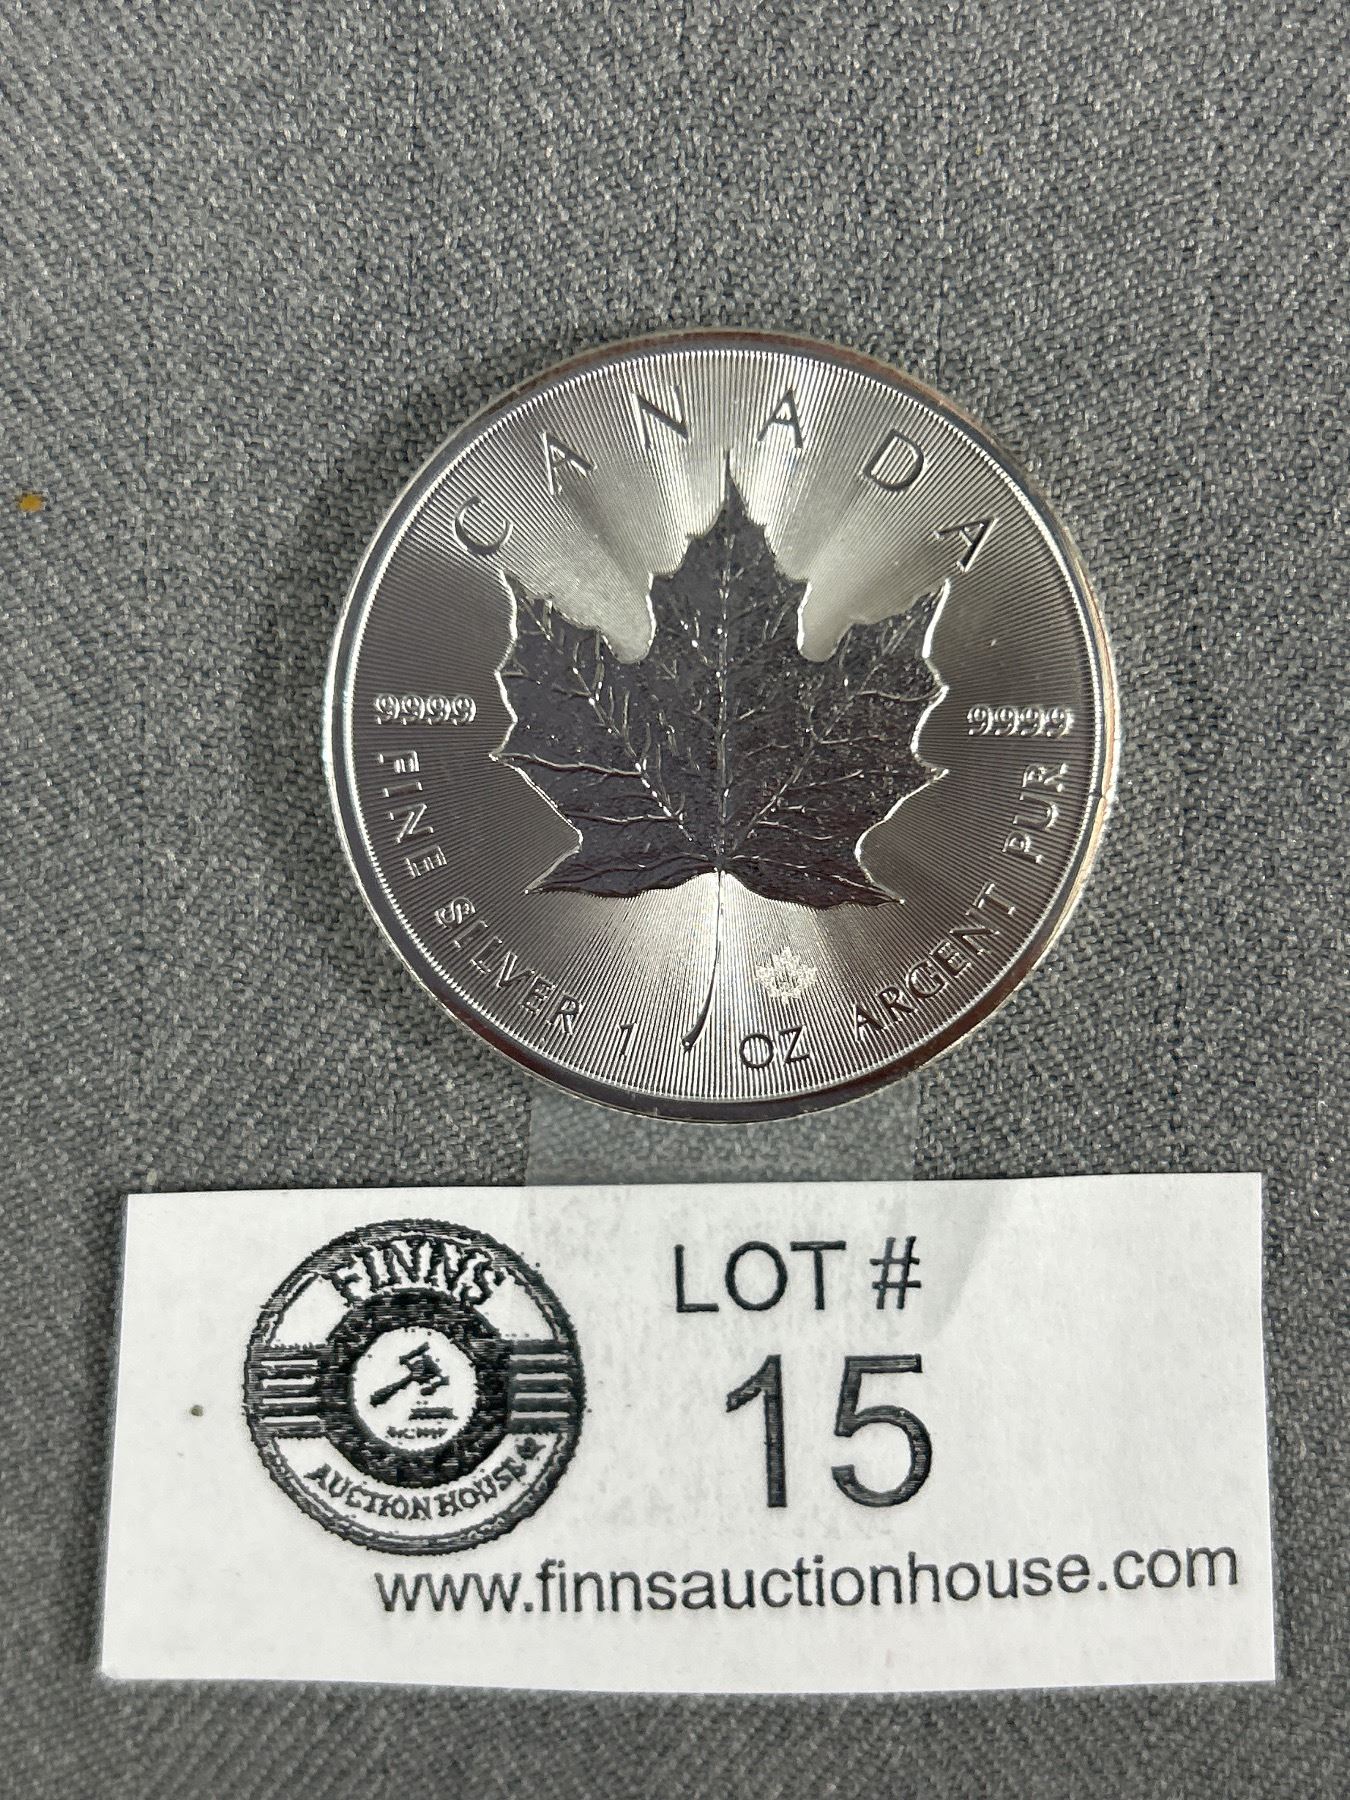 CANADA
9999 9999
FINE SILVER 1 OZ ARGENT PUR
FINNS
AUCTION HOUSE
LOT #
15
www.finnsauctionhouse.com